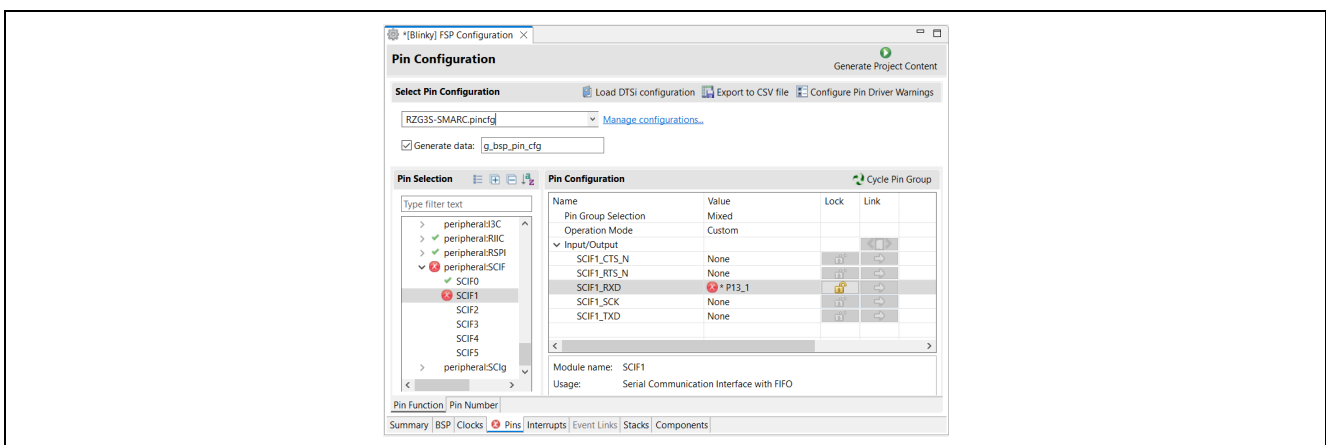 *[Blinky] FSP Configuration
Pin Configuration
Generate Project Content
Select Pin Configuration
Load DTSi configuration
Export to CSV file
Configure Pin Driver Warnings
RZG3S-SMARC.pincfg
Manage configurations...
Generate data: g_bsp_pin_cfg
Pin Selection
Type filter text
peripheral:I3C
peripheral:RIIC
peripheral:RSPI
peripheral:SCIF
SCIF0
SCIF1
SCIF2
SCIF3
SCIF4
SCIF5
peripheral:SCIg
Pin Configuration
Cycle Pin Group
Name Value Lock Link
Pin Group Selection Mixed
Operation Mode Custom
Input/Output
SCIF1_CTS_N None
SCIF1_RTS_N None
SCIF1_RXD * P13_1
SCIF1_SCK None
SCIF1_TXD None
Module name: SCIF1
Usage: Serial Communication Interface with FIFO
Pin Function Pin Number
Summary BSP Clocks Pins Interrupts Event Links Stacks Components